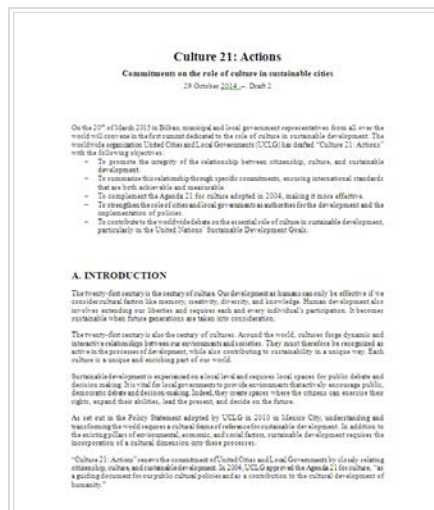 Culture 21: Actions
Commitments on the role of culture in sustainable cities
29 October 2014 – Draft 2
On the 20th of March 2015 in Bilbao, municipal and local government representatives from all over the
world will convene in the first summit dedicated to the role of culture in sustainable development. The
worldwide organization United Cities and Local Governments (UCLG) has drafted “Culture 21: Actions”
with the following objectives:
– To promote the integrity of the relationship between citizenship, culture, and sustainable
development.
– To summarize this relationship through specific commitments, ensuring international standards
that are both achievable and measurable.
– To complement the Agenda 21 for culture adopted in 2004, making it more effective.
– To strengthen the role of cities and local governments as authorities for the development and the
implementation of policies.
– To contribute to the worldwide debate on the essential role of culture in sustainable development,
particularly in the United Nations’ Sustainable Development Goals.
A. INTRODUCTION
The twenty-first century is the century of culture. Our development as humans can only be effective if we
consider cultural factors like memory, creativity, diversity, and knowledge. Human development also
involves extending our liberties and requires each and every individual’s participation. It becomes
sustainable when future generations are taken into consideration.
The twenty-first century is also the century of cultures. Around the world, cultures forge dynamic and
interactive relationships between our environments and societies. They must therefore be recognized as
active in the processes of development, while also contributing to sustainability in a unique way. Each
culture is a unique and enriching part of our world.
Sustainable development is experienced on a local level and requires local spaces for public debate and
decision making. It is vital for local governments to provide environments that actively encourage public,
democratic debate and decision-making. Indeed, they create spaces where the citizens can exercise their
rights, expand their abilities, lead the present, and decide on the future.
As set out in the Policy Statement adopted by UCLG in 2010 in Mexico City, understanding and
transforming the world requires a cultural frame of reference for sustainable development. In addition to
the existing pillars of environmental, economic, and social factors, sustainable development requires the
incorporation of a cultural dimension into these processes.
“Culture 21: Actions” renews the commitment of United Cities and Local Governments by closely relating
citizenship, culture, and sustainable development. In 2004, UCLG approved the Agenda 21 for culture, “as
a guiding document for our public cultural policies and as a contribution to the cultural development of
humanity.”